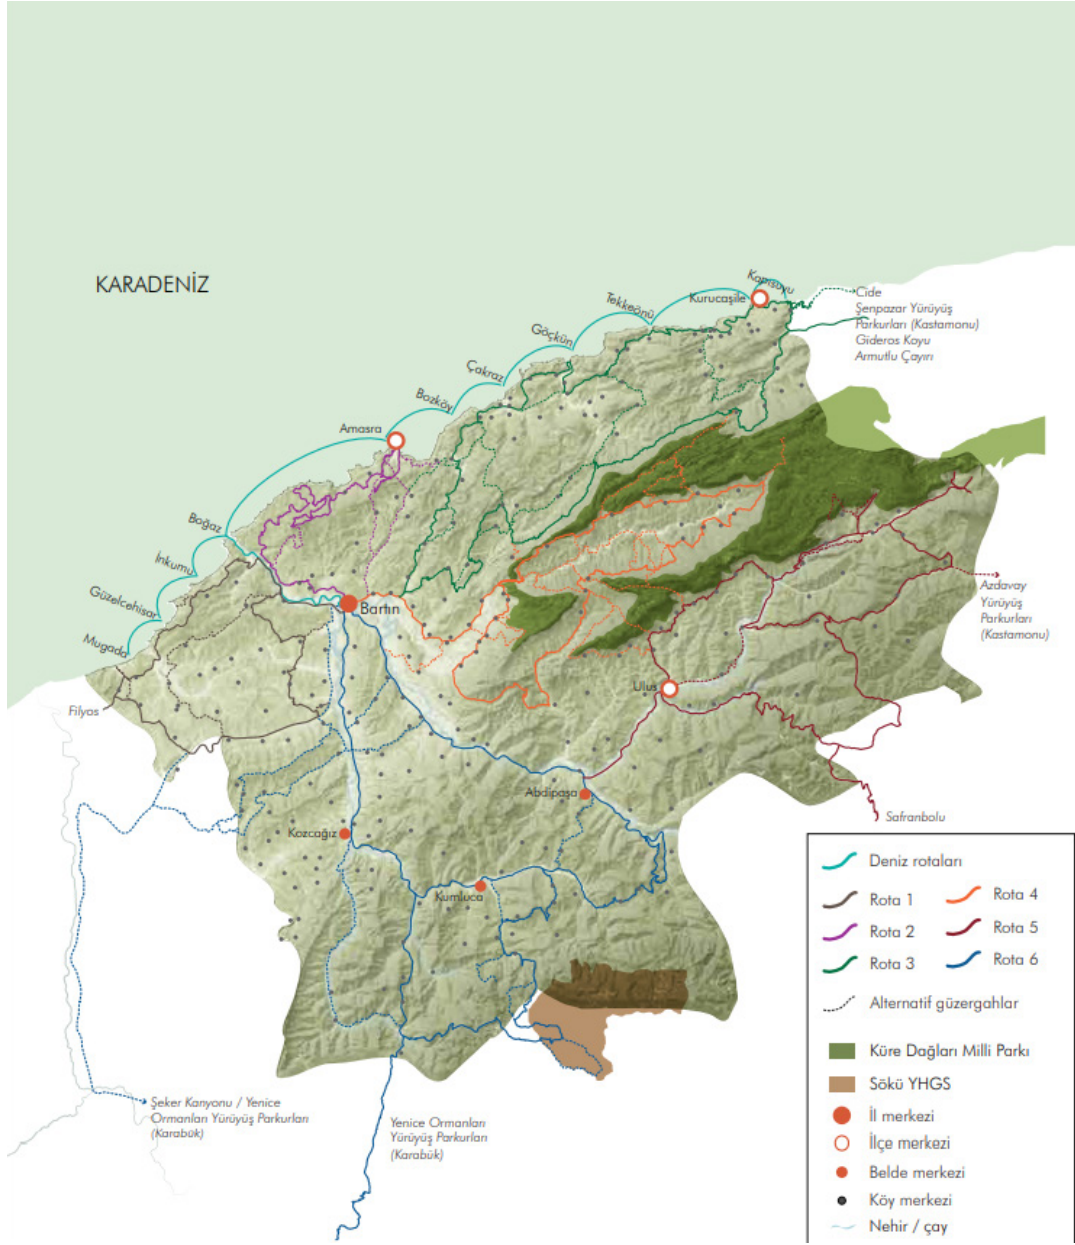 KARADENİZ
Kapısuyu
Kurucaşile
Tekkeönü
Göçkün
Çakraz
Bozköy
Amasra
Boğaz
İnkumu
Güzelcehisar
Mugada
Filyos
Bartın
Ulus
Abdipaşa
Kozcağız
Kumluca
Cide
Şenpazar Yürüyüş
Parkurları (Kastamonu)
Gideros Koyu
Armutlu Çayırı
Azdavay
Yürüyüş
Parkurları
(Kastamonu)
Safranbolu
Şeker Kanyonu / Yenice
Ormanları Yürüyüş Parkurları
(Karabük)
Yenice Ormanları
Yürüyüş Parkurları
(Karabük)
Deniz rotaları
Rota 1
Rota 4
Rota 2
Rota 5
Rota 3
Rota 6
Alternatif güzergahlar
Küre Dağları Milli Parkı
Sökü YHGS
İl merkezi
İlçe merkezi
Belde merkezi
Köy merkezi
Nehir / çay